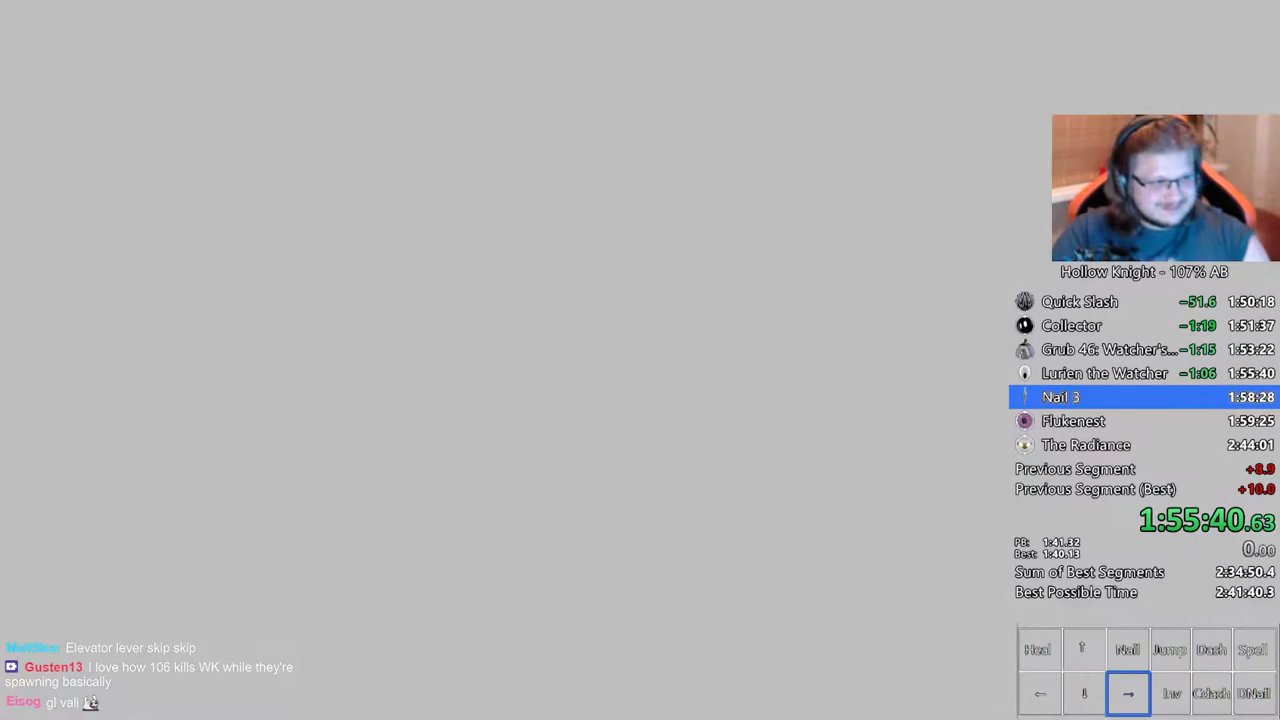 Hollow Knight - 107% AB
Quick Slash -51.6 1:50:18
Collector -1:19 1:51:37
Grub 46: Watcher's... -1:15 1:53:22
Lurien the Watcher -1:06 1:55:40
Nail 3 1:58:28
Flukenest 1:59:25
The Radiance 2:44:01
Previous Segment +8.9
Previous Segment (Best) +10.0
1:55:40.63
PB: 1:41.32
Best: 1:40.13
0.00
Sum of Best Segments 2:34:50.4
Best Possible Time 2:41:40.3
Heal ↑ Nail Jump Dash Spell
← ↓ → Inv Cdash DNail
Elevator lever skip skip
Gusten13 I love how 106 kills WK while they're
spawning basically
Eisog gl vali